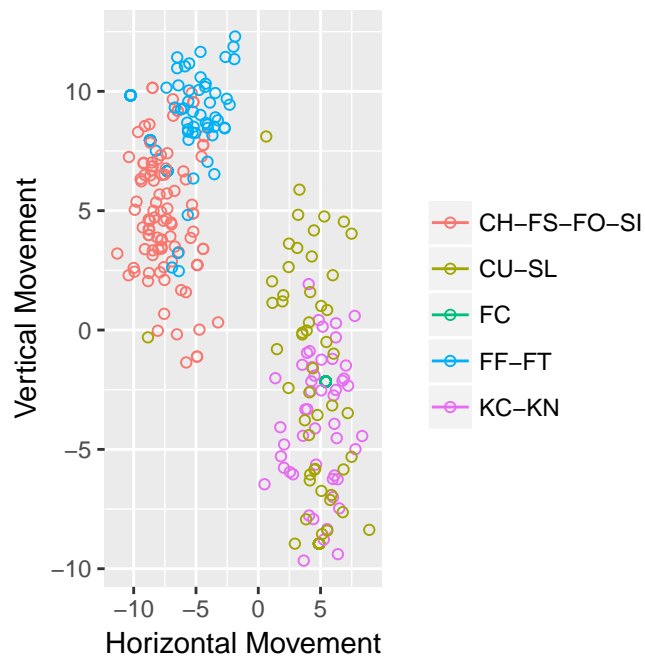 Vertical Movement
10
5
0
−5
−10
−10
−5
0
5
Horizontal Movement
CH−FS−FO−SI
CU−SL
FC
FF−FT
KC−KN